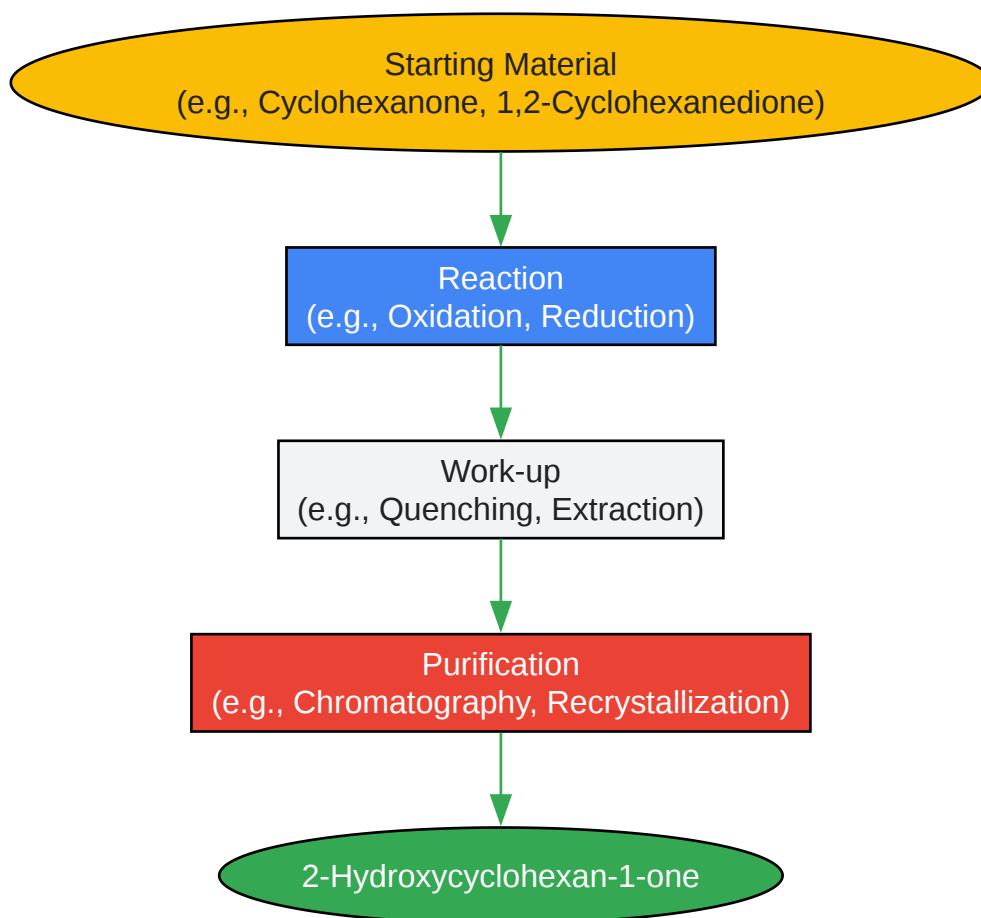 Starting Material
(e.g., Cyclohexanone, 1,2-Cyclohexanedione)
Reaction
(e.g., Oxidation, Reduction)
Work-up
(e.g., Quenching, Extraction)
Purification
(e.g., Chromatography, Recrystallization)
2-Hydroxycyclohexan-1-one